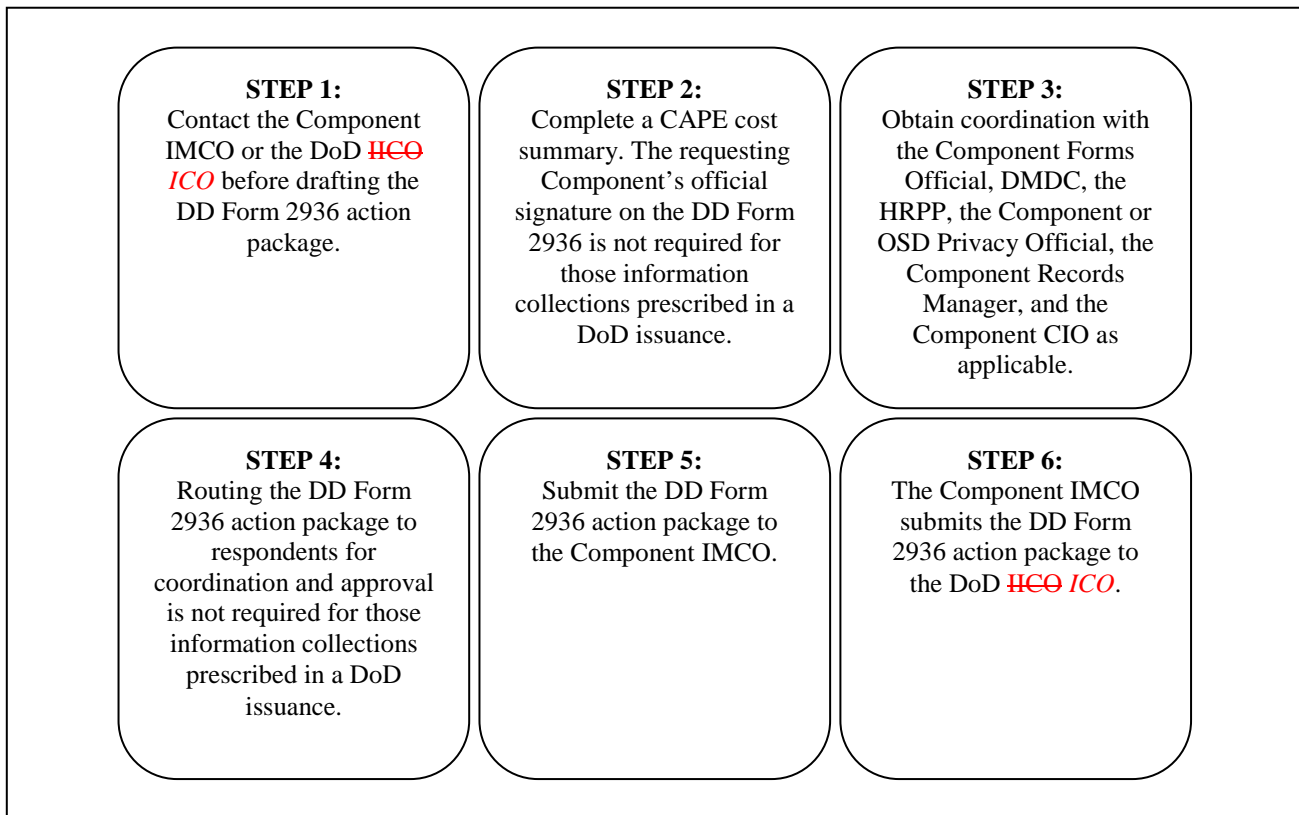 STEP 1:
Contact the Component
IMCO or the DoD IICO
ICO before drafting the
DD Form 2936 action
package.
STEP 2:
Complete a CAPE cost
summary. The requesting
Component’s official
signature on the DD Form
2936 is not required for
those information
collections prescribed in a
DoD issuance.
STEP 3:
Obtain coordination with
the Component Forms
Official, DMDC, the
HRPP, the Component or
OSD Privacy Official, the
Component Records
Manager, and the
Component CIO as
applicable.
STEP 4:
Routing the DD Form
2936 action package to
respondents for
coordination and approval
is not required for those
information collections
prescribed in a DoD
issuance.
STEP 5:
Submit the DD Form
2936 action package to
the Component IMCO.
STEP 6:
The Component IMCO
submits the DD Form
2936 action package to
the DoD IICO ICO.